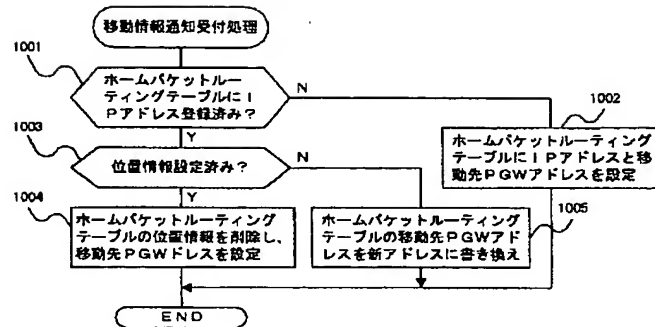 移動情報通知受付処理
1001
ホームパケットルー
ティングテーブルにI
Pアドレス登録済み?
N
1002
ホームパケットルーティング
テーブルにIPアドレスと移
動先PGWアドレスを設定
Y
1003
位置情報設定済み?
N
Y
1004
ホームパケットルーティング
テーブルの位置情報を削除し、
移動先PGWドレスを設定
1005
ホームパケットルーティング
テーブルの移動先PGWアド
レスを新アドレスに書き換え
END